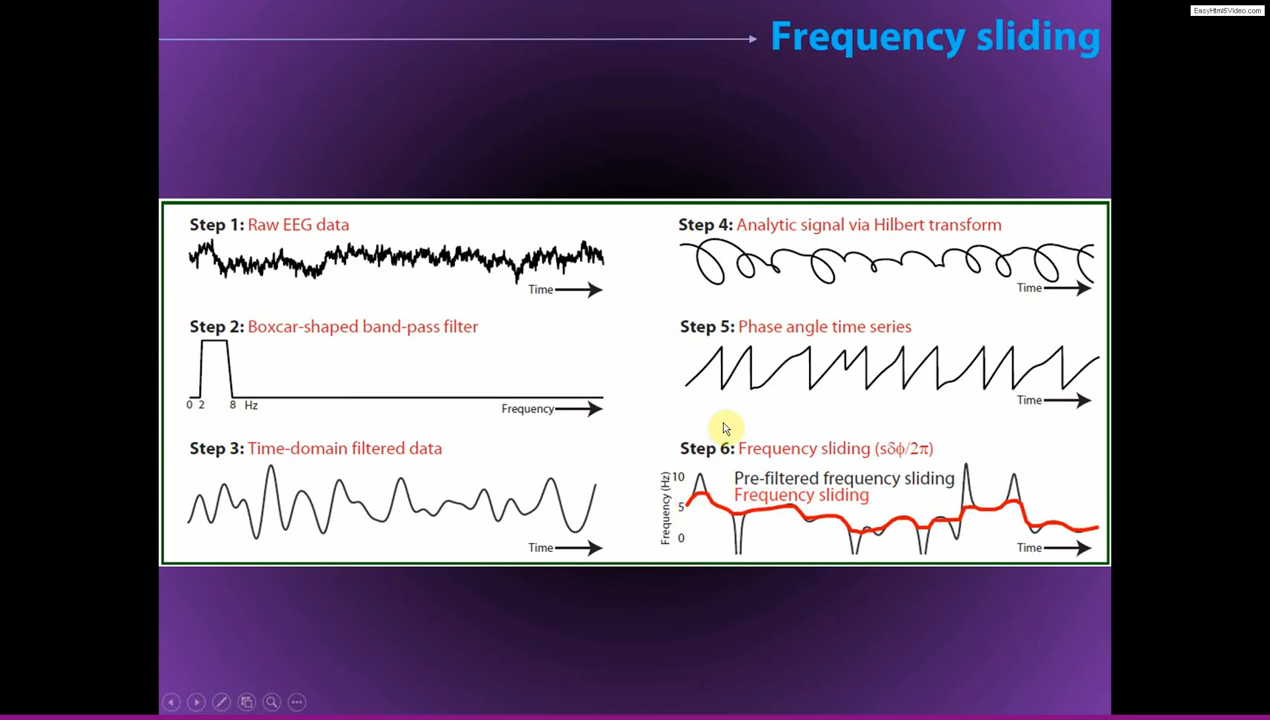 EasyHtml5Video.com
Frequency sliding
Step 1: Raw EEG data
Time
Step 2: Boxcar-shaped band-pass filter
0 2 8 Hz
Frequency
Step 3: Time-domain filtered data
Time
Step 4: Analytic signal via Hilbert transform
Time
Step 5: Phase angle time series
Time
Step 6: Frequency sliding (sδϕ/2π)
Frequency (Hz)
10
5
0
Pre-filtered frequency sliding
Frequency sliding
Time